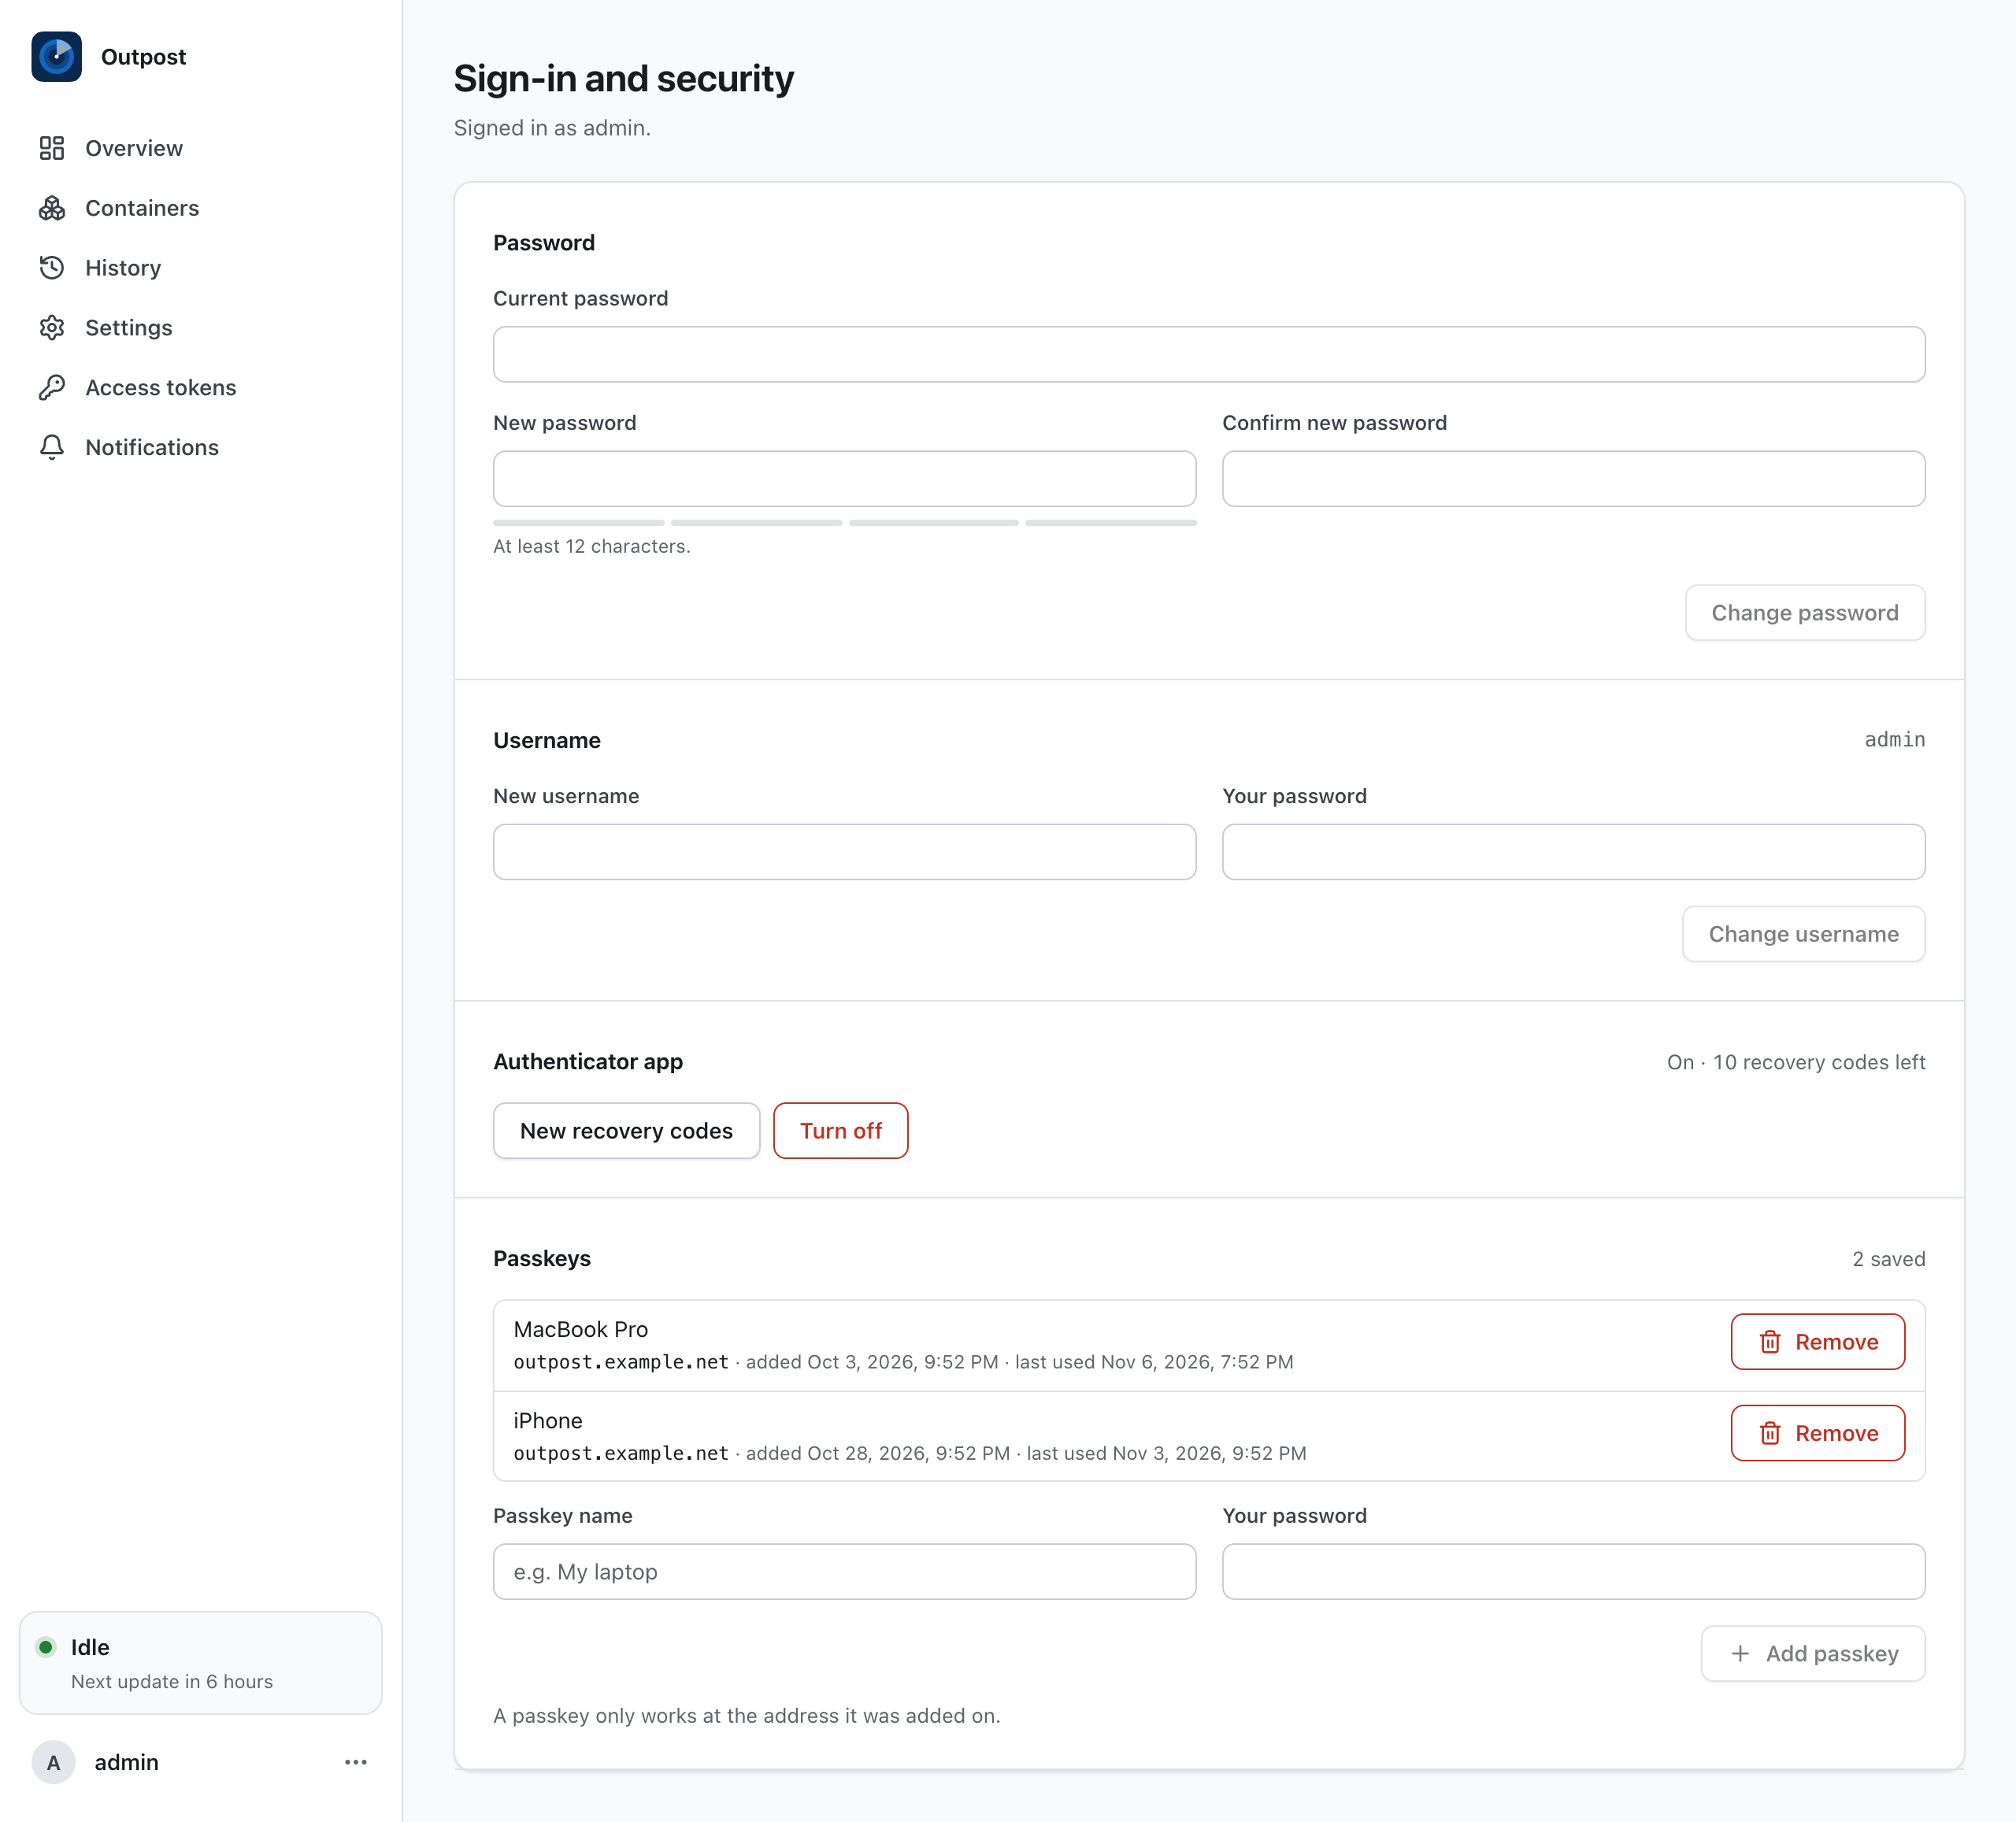 Outpost
Overview
Containers
History
Settings
Access tokens
Notifications
Idle
Next update in 6 hours
A admin
Sign-in and security
Signed in as admin.
Password
Current password
New password Confirm new password
At least 12 characters.
Change password
Username admin
New username Your password
Change username
Authenticator app On · 10 recovery codes left
New recovery codes Turn off
Passkeys 2 saved
MacBook Pro
outpost.example.net · added Oct 3, 2026, 9:52 PM · last used Nov 6, 2026, 7:52 PM
Remove
iPhone
outpost.example.net · added Oct 28, 2026, 9:52 PM · last used Nov 3, 2026, 9:52 PM
Remove
Passkey name Your password
e.g. My laptop
Add passkey
A passkey only works at the address it was added on.